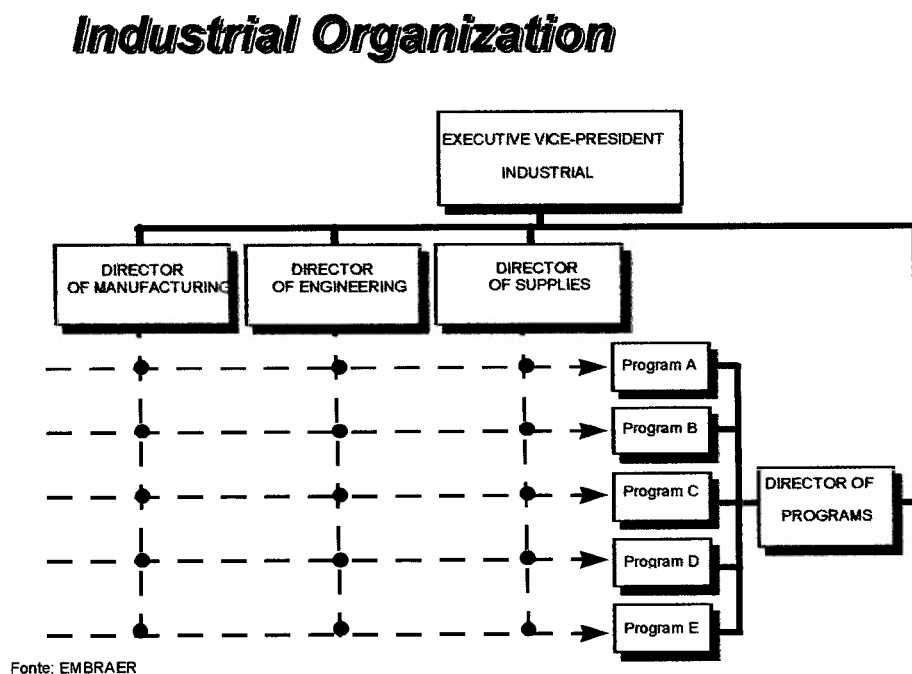 Industrial Organization
EXECUTIVE VICE-PRESIDENT
INDUSTRIAL
DIRECTOR
OF MANUFACTURING
DIRECTOR
OF ENGINEERING
DIRECTOR
OF SUPPLIES
Program A
Program B
Program C
Program D
Program E
DIRECTOR OF
PROGRAMS
Fonte: EMBRAER